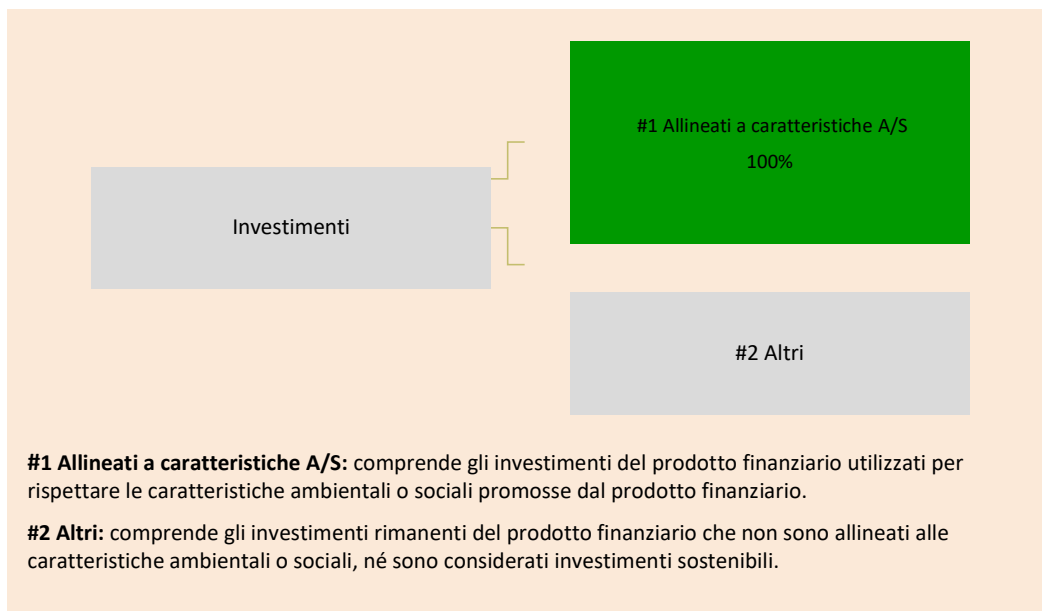 #1 Allineati a caratteristiche A/S
100%
Investimenti
#2 Altri
#1 Allineati a caratteristiche A/S: comprende gli investimenti del prodotto finanziario utilizzati per
rispettare le caratteristiche ambientali o sociali promosse dal prodotto finanziario.
#2 Altri: comprende gli investimenti rimanenti del prodotto finanziario che non sono allineati alle
caratteristiche ambientali o sociali, né sono considerati investimenti sostenibili.